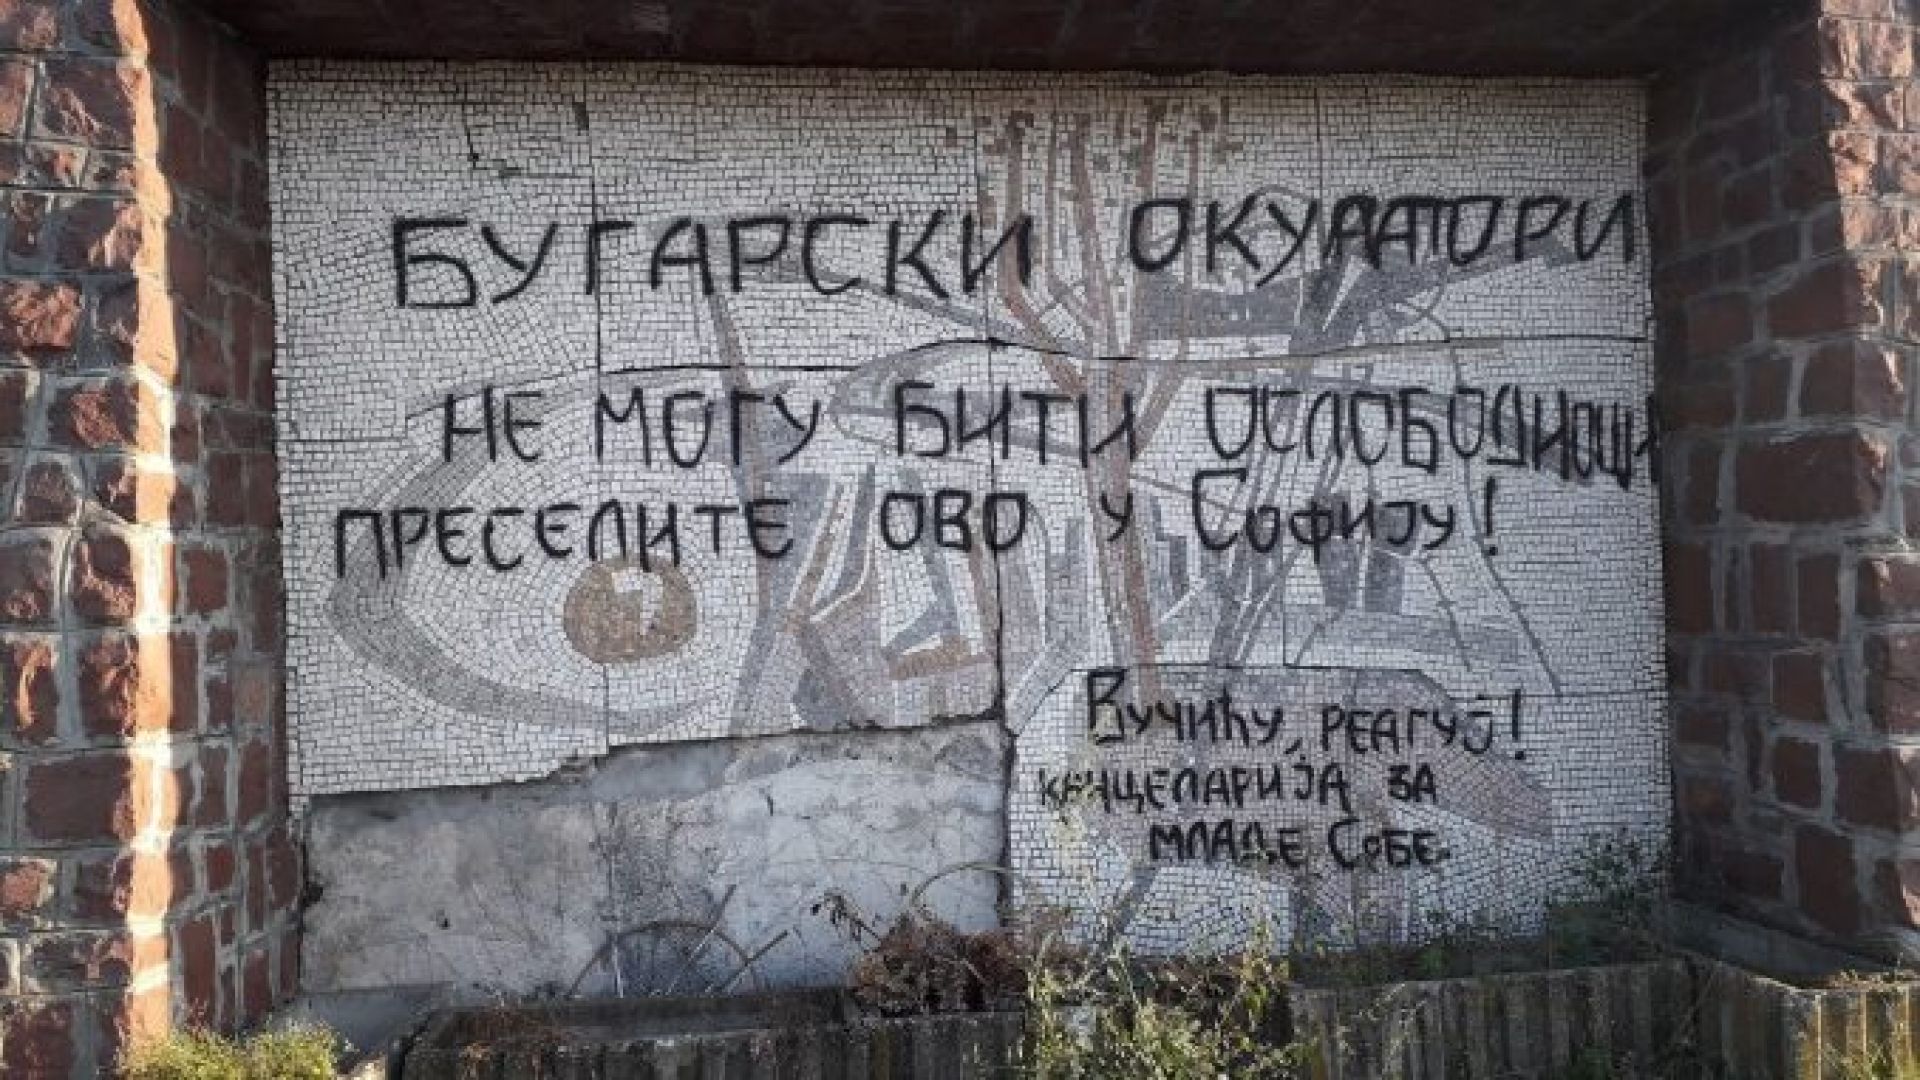 БУГАРСКИ ОКУПАТОРИ
НЕ МОГУ БИТИ ОСЛОБОДИОЦИ
ПРЕСЕЛИТЕ ОВО У Софију!
Вучићу, РЕАГУЈ!
КАНЦЕЛАРИЈА ЗА
МЛАДЕ СОБЕ.